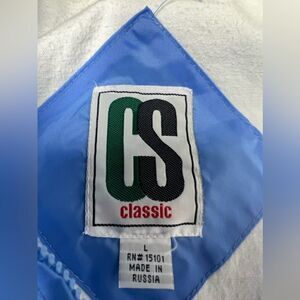 CS
classic
L
RN# 15101
MADE IN
RUSSIA